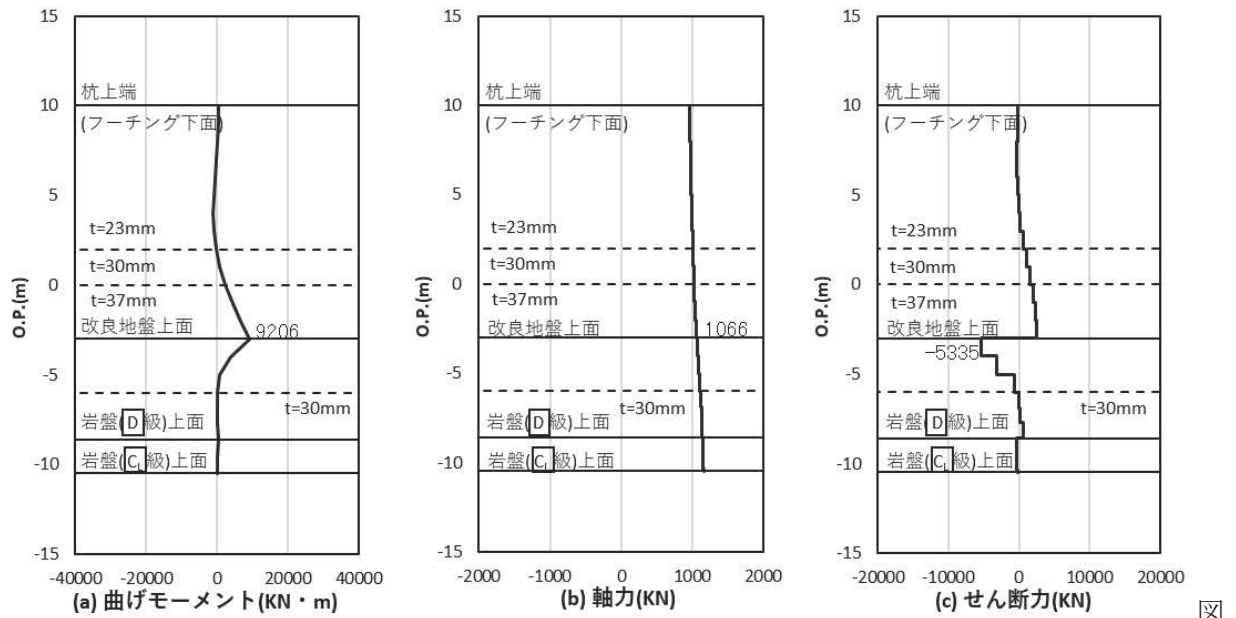 15
10
5
0
-5
-10
-15
O.P.(m)
杭上端
(フーチング下面)
t=23mm
t=30mm
t=37mm
改良地盤上面
9206
t=30mm
岩盤(D級)上面
岩盤(CL級)上面
-40000 -20000 0 20000 40000
(a) 曲げモーメント(KN・m)
15
10
5
0
-5
-10
-15
O.P.(m)
杭上端
(フーチング下面)
t=23mm
t=30mm
t=37mm
改良地盤上面
1066
t=30mm
岩盤(D級)上面
岩盤(CL級)上面
-2000 -1000 0 1000 2000
(b) 軸力(KN)
15
10
5
0
-5
-10
-15
O.P.(m)
杭上端
(フーチング下面)
t=23mm
t=30mm
t=37mm
改良地盤上面
-5335
t=30mm
岩盤(D級)上面
岩盤(CL級)上面
-20000 -10000 0 10000 20000
(c) せん断力(KN)
図